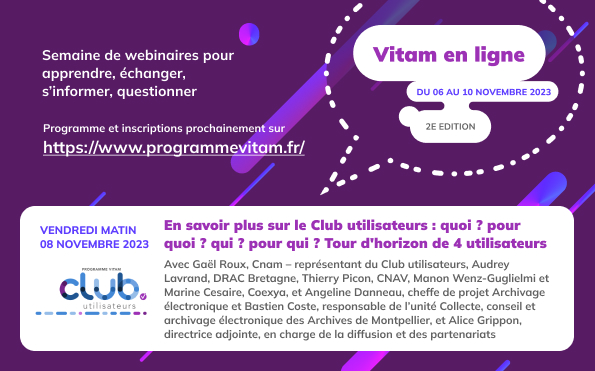 Semaine de webinaires pour
apprendre, échanger,
s'informer, questionner
Programme et inscriptions prochainement sur
https://www.programmevitam.fr/
Vitam en ligne
DU 06 AU 10 NOVEMBRE 2023
2E EDITION
VENDREDI MATIN
08 NOVEMBRE 2023
PROGRAMME VITAM
club
utilisateurs
En savoir plus sur le Club utilisateurs : quoi ? pour
quoi ? qui ? pour qui ? Tour d'horizon de 4 utilisateurs
Avec Gaël Roux, Cnam – représentant du Club utilisateurs, Audrey
Lavrand, DRAC Bretagne, Thierry Picon, CNAV, Manon Wenz-Guglielmi et
Marine Cesaire, Coexya, et Angeline Danneau, cheffe de projet Archivage
électronique et Bastien Coste, responsable de l'unité Collecte, conseil et
archivage électronique des Archives de Montpellier, et Alice Grippon,
directrice adjointe, en charge de la diffusion et des partenariats